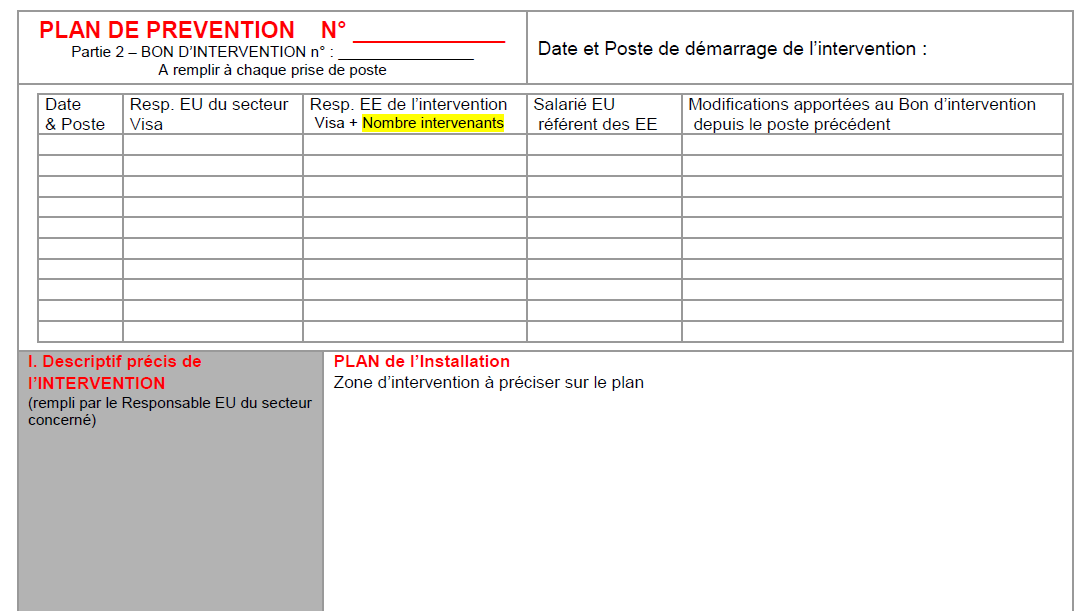 PLAN DE PREVENTION N° ____________
Partie 2 – BON D’INTERVENTION n° : ________________
A remplir à chaque prise de poste
Date et Poste de démarrage de l’intervention :
Date
& Poste
Resp. EU du secteur
Visa
Resp. EE de l’intervention
Visa + Nombre intervenants
Salarié EU
référent des EE
Modifications apportées au Bon d’intervention
depuis le poste précédent
I. Descriptif précis de
l’INTERVENTION
(rempli par le Responsable EU du secteur
concerné)
PLAN de l’Installation
Zone d’intervention à préciser sur le plan